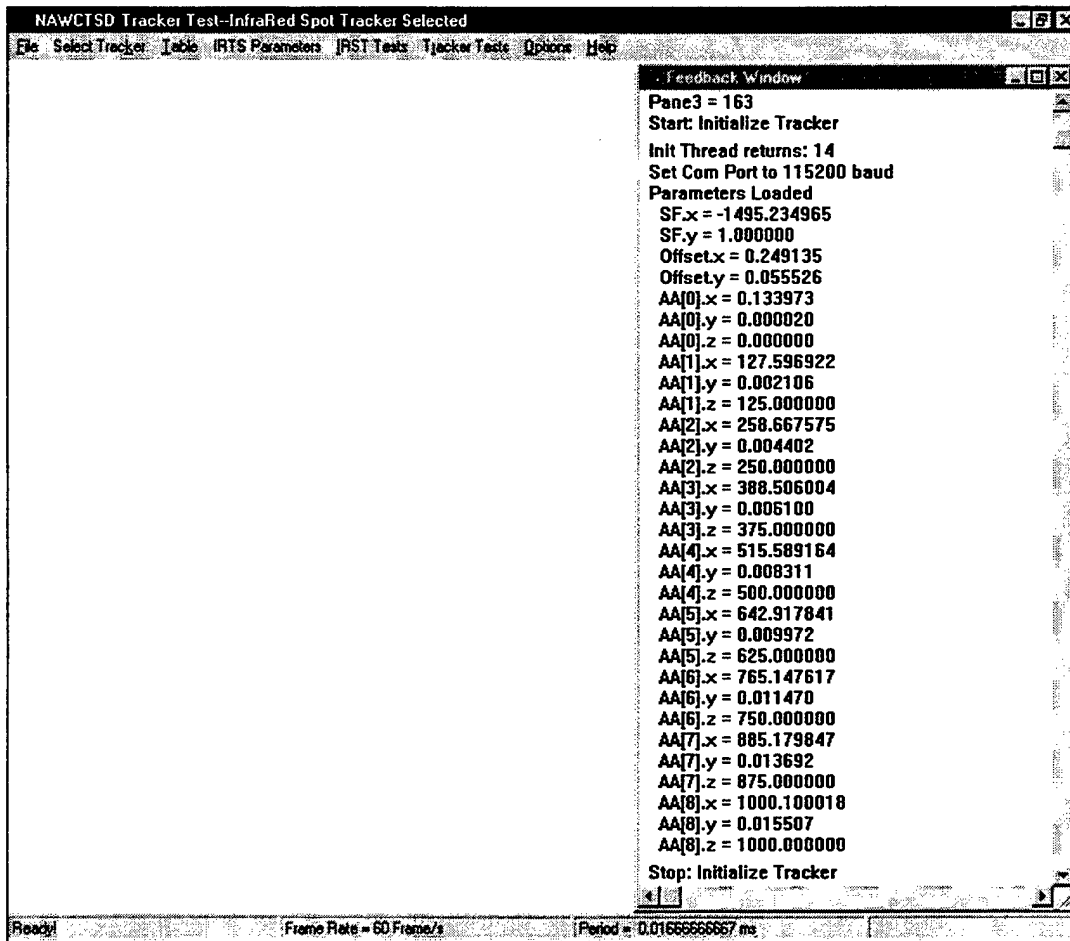 NAWCTSD Tracker Test--InfraRed Spot Tracker Selected
File Select Tracker Table IRTS Parameters IRST Tests Tracker Tests Options Help
Feedback Window
Pane3 = 163
Start: Initialize Tracker
Init Thread returns: 14
Set Com Port to 115200 baud
Parameters Loaded
SF.x = -1495.234965
SF.y = 1.000000
Offset.x = 0.249135
Offset.y = 0.055526
AA[0].x = 0.133973
AA[0].y = 0.000020
AA[0].z = 0.000000
AA[1].x = 127.596922
AA[1].y = 0.002106
AA[1].z = 125.000000
AA[2].x = 258.667575
AA[2].y = 0.004402
AA[2].z = 250.000000
AA[3].x = 388.506004
AA[3].y = 0.006100
AA[3].z = 375.000000
AA[4].x = 515.589164
AA[4].y = 0.008311
AA[4].z = 500.000000
AA[5].x = 642.917841
AA[5].y = 0.009972
AA[5].z = 625.000000
AA[6].x = 765.147617
AA[6].y = 0.011470
AA[6].z = 750.000000
AA[7].x = 885.179847
AA[7].y = 0.013692
AA[7].z = 875.000000
AA[8].x = 1000.100018
AA[8].y = 0.015507
AA[8].z = 1000.000000
Stop: Initialize Tracker
Ready! Frame Rate = 60 Frame/s Period = 0.01666666667 ms